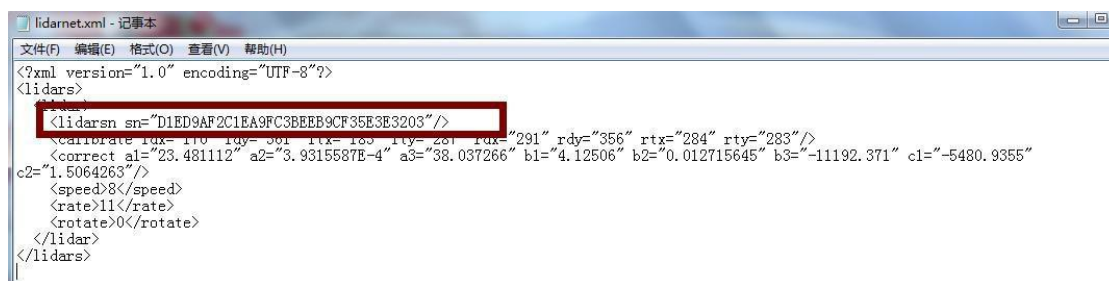 lidarnet.xml - 记事本
文件(F) 编辑(E) 格式(O) 查看(V) 帮助(H)
<?xml version="1.0" encoding="UTF-8"?>
<lidars>
<lidar>
<lidarsn sn="D1ED9AF2C1EA9FC3BEEB9CF35E3E3203"/>
<calibrate "291" rdy="356" rtx="284" rty="283"/>
<correct a1="23.481112" a2="3.9315587E-4" a3="38.037266" b1="4.12506" b2="0.012715645" b3="-11192.371" c1="-5480.9355"
c2="1.5064263"/>
<speed>8</speed>
<rate>11</rate>
<rotate>0</rotate>
</lidar>
</lidars>